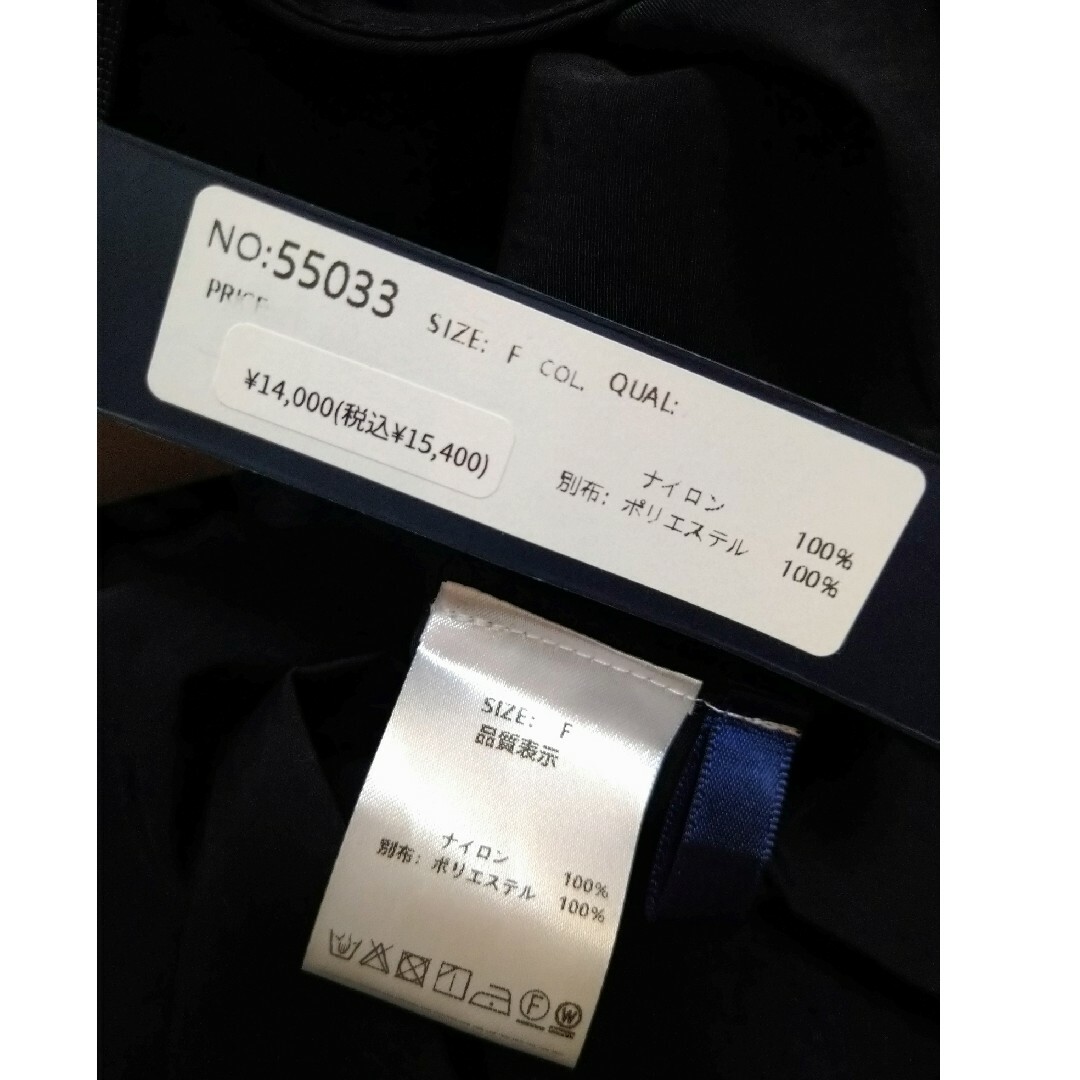 NO:55033 SIZE: F COL. QUAL:
PRICE
¥14,000(税込¥15,400)
ナイロン 100%
別布: ポリエステル 100%
SIZE: F
品質表示
ナイロン 100%
別布: ポリエステル 100%
F W